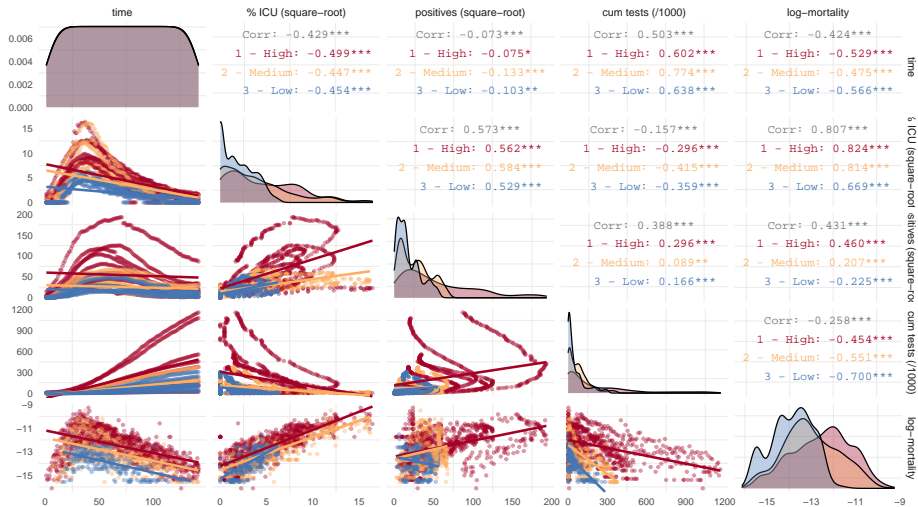 time
% ICU (square−root)
positives (square−root)
cum tests (/1000)
log−mortality
0.006
0.004
0.002
0.000
Corr: -0.429***
1 - High: -0.499***
2 - Medium: -0.447***
3 - Low: -0.454***
Corr: -0.073***
1 - High: -0.075*
2 - Medium: -0.133***
3 - Low: -0.103**
Corr: 0.503***
1 - High: 0.602***
2 - Medium: 0.774***
3 - Low: 0.638***
Corr: -0.424***
1 - High: -0.529***
2 - Medium: -0.475***
3 - Low: -0.566***
time
15
10
5
0
Corr: 0.573***
1 - High: 0.562***
2 - Medium: 0.584***
3 - Low: 0.529***
Corr: -0.157***
1 - High: -0.296***
2 - Medium: -0.415***
3 - Low: -0.359***
Corr: 0.807***
1 - High: 0.824***
2 - Medium: 0.814***
3 - Low: 0.669***
% ICU (square−root)
200
150
100
50
0
Corr: 0.388***
1 - High: 0.296***
2 - Medium: 0.089**
3 - Low: 0.166***
Corr: 0.431***
1 - High: 0.460***
2 - Medium: 0.207***
3 - Low: -0.225***
sitives (square−roo
1200
900
600
300
0
Corr: -0.258***
1 - High: -0.454***
2 - Medium: -0.551***
3 - Low: -0.700***
cum tests (/1000)
−9
−11
−13
−15
log−mortality
0 50 100
0 5 10 15
0 50 100 150 200
0 300 600 900 1200
−15 −13 −11 −9